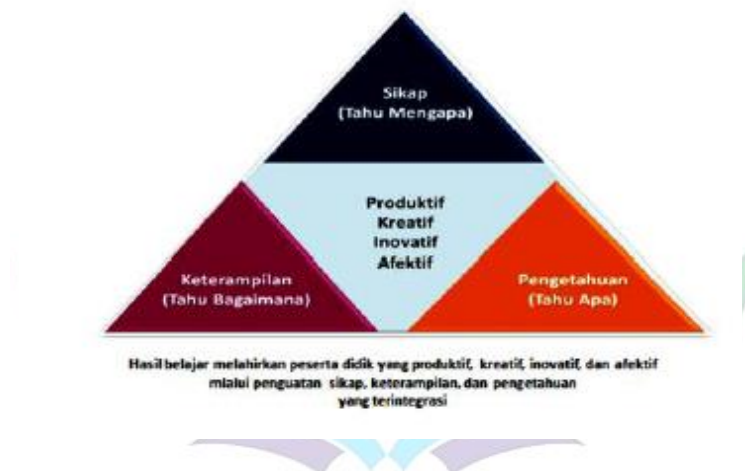 Sikap
(Tahu Mengapa)
Produktif
Kreatif
Inovatif
Afektif
Keterampilan
(Tahu Bagaimana)
Pengetahuan
(Tahu Apa)
Hasil belajar melahirkan peserta didik yang produktif, kreatif, inovatif, dan afektif
mlalui penguatan sikap, keterampilan, dan pengetahuan
yang terintegrasi